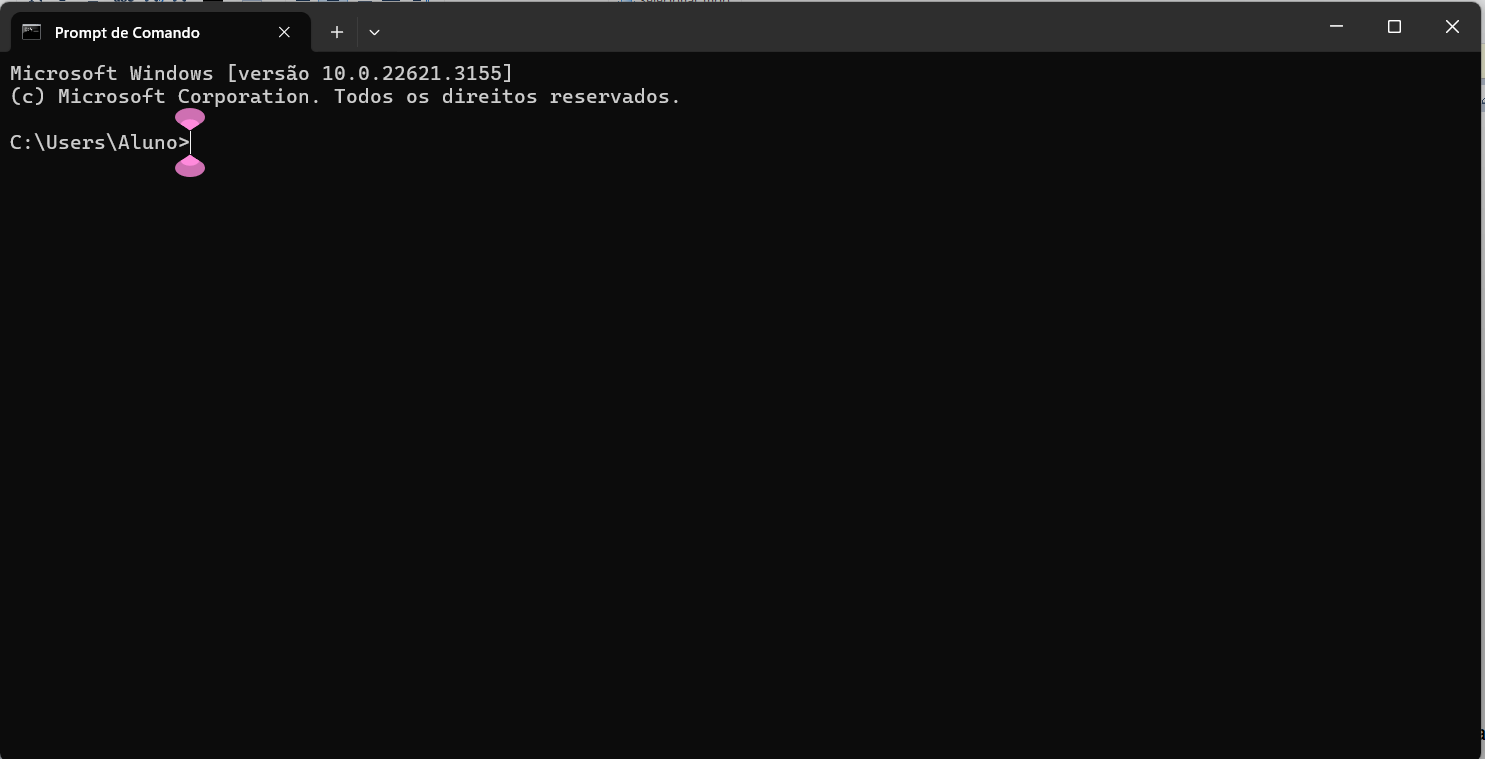 Prompt de Comando
Microsoft Windows [versão 10.0.22621.3155]
(c) Microsoft Corporation. Todos os direitos reservados.
C:\Users\Aluno>